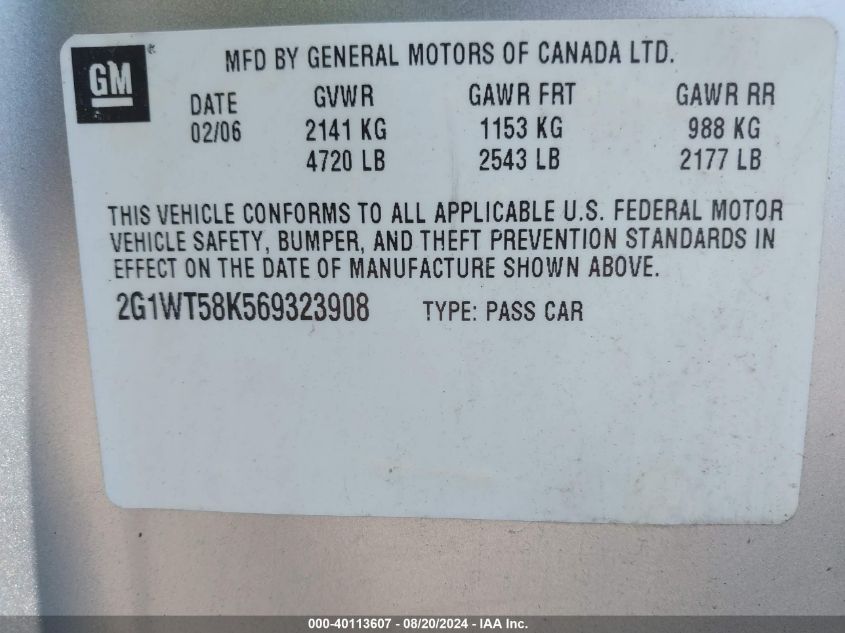 GM
MFD BY GENERAL MOTORS OF CANADA LTD.
DATE GVWR GAWR FRT GAWR RR
02/06 2141 KG 1153 KG 988 KG
4720 LB 2543 LB 2177 LB
THIS VEHICLE CONFORMS TO ALL APPLICABLE U.S. FEDERAL MOTOR
VEHICLE SAFETY, BUMPER, AND THEFT PREVENTION STANDARDS IN
EFFECT ON THE DATE OF MANUFACTURE SHOWN ABOVE.
2G1WT58K569323908 TYPE: PASS CAR
000-40113607 - 08/20/2024 - IAA Inc.